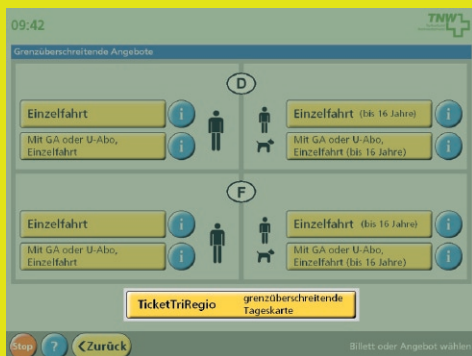 09:42
TNW
Grenzüberschreitende Angebote
D
Einzelfahrt
i
Einzelfahrt (bis 16 Jahre)
i
Mit GA oder U-Abo,
Einzelfahrt
i
Mit GA oder U-Abo,
Einzelfahrt (bis 16 Jahre)
i
F
Einzelfahrt
i
Einzelfahrt (bis 16 Jahre)
i
Mit GA oder U-Abo,
Einzelfahrt
i
Mit GA oder U-Abo,
Einzelfahrt (bis 16 Jahre)
i
TicketTriRegio
grenzüberschreitende
Tageskarte
Stop
?
<Zurück
Billett oder Angebot wählen